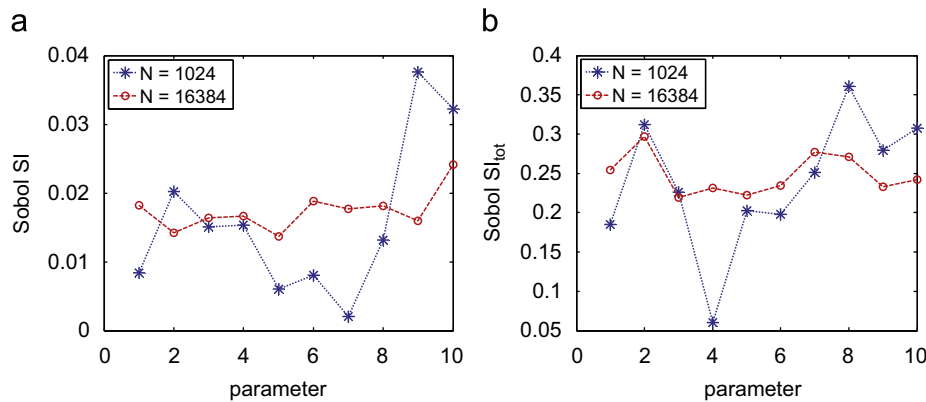 a
Sobol SI
0.04
0.03
0.02
0.01
0
N = 1024
N = 16384
0 2 4 6 8 10
parameter
b
Sobol SItot
0.4
0.35
0.3
0.25
0.2
0.15
0.1
0.05
N = 1024
N = 16384
0 2 4 6 8 10
parameter